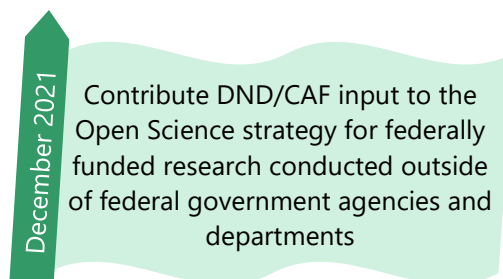 December 2021
Contribute DND/CAF input to the
Open Science strategy for federally
funded research conducted outside
of federal government agencies and
departments